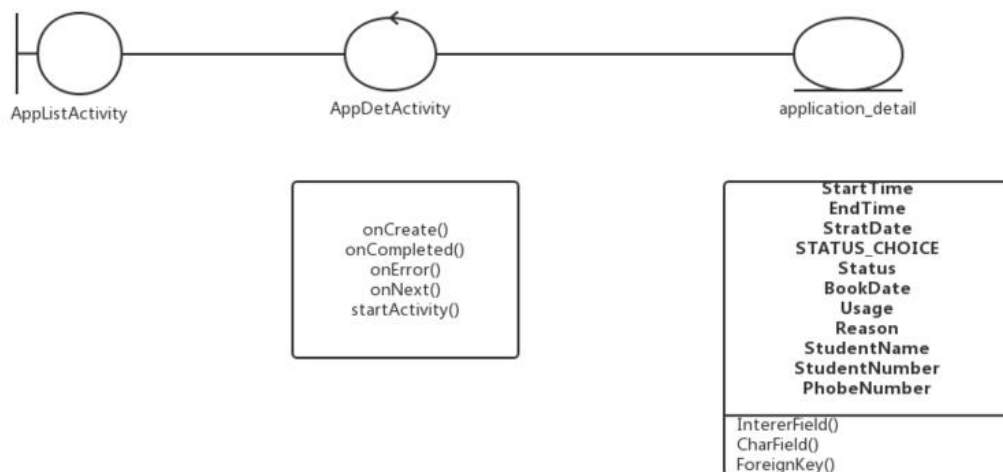 AppListActivity
AppDetActivity
application_detail
onCreate()
onCompleted()
onError()
onNext()
startActivity()
StartTime
EndTime
StratDate
STATUS_CHOICE
Status
BookDate
Usage
Reason
StudentName
StudentNumber
PhobeNumber
IntererField()
CharField()
ForeignKey()